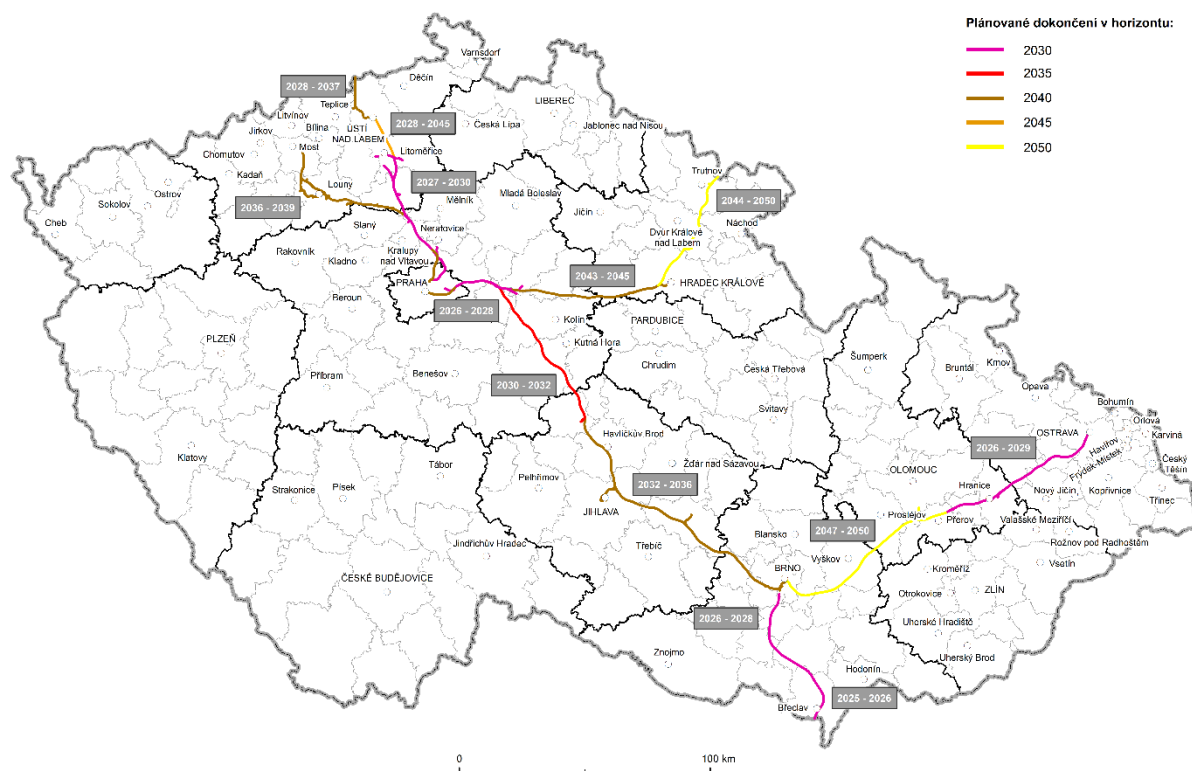 Plánované dokončení v horizontu:
2030
2035
2040
2045
2050
Varnsdorf
Děčín
2028 - 2037
Teplice
LIBEREC
Litvínov
2028 - 2045
Bílina
ÚSTÍ
NAD LABEM
Česká Lípa
Jablonec nad Nisou
Jirkov
Most
Litoměřice
Chomutov
Trutnov
Kadaň
Louny
2027 - 2030
Ostrov
Mělník
Mladá Boleslav
2044 - 2050
Sokolov
2036 - 2039
Jičín
Cheb
Slaný
Neratovice
Náchod
Dvůr Králové
nad Labem
Rakovník
Kralupy
nad Vltavou
Kladno
2043 - 2045
PRAHA
HRADEC KRÁLOVÉ
Beroun
2026 - 2028
Kolín
PARDUBICE
PLZEŇ
Kutná Hora
Chrudim
Šumperk
Krnov
Bruntál
Příbram
Benešov
2030 - 2032
Česká Třebová
Opava
Bohumín
Svitavy
Orlová
Havlíčkův Brod
OSTRAVA
Karviná
2026 - 2029
Havířov
Klatovy
Tábor
Žďár nad Sázavou
Frýdek-Místek
Český
Těšín
OLOMOUC
Strakonice
Písek
Pelhřimov
2032 - 2036
Hranice
Nový Jičín
Kopřivnice
Třinec
JIHLAVA
Prostějov
Přerov
Valašské Meziříčí
2047 - 2050
Blansko
Třebíč
Rožnov pod Radhoštěm
Jindřichův Hradec
Vyškov
Vsetín
BRNO
Kroměříž
ČESKÉ BUDĚJOVICE
Otrokovice
ZLÍN
2026 - 2028
Uherské Hradiště
Znojmo
Uherský Brod
Hodonín
2025 - 2026
Břeclav
0
100 km